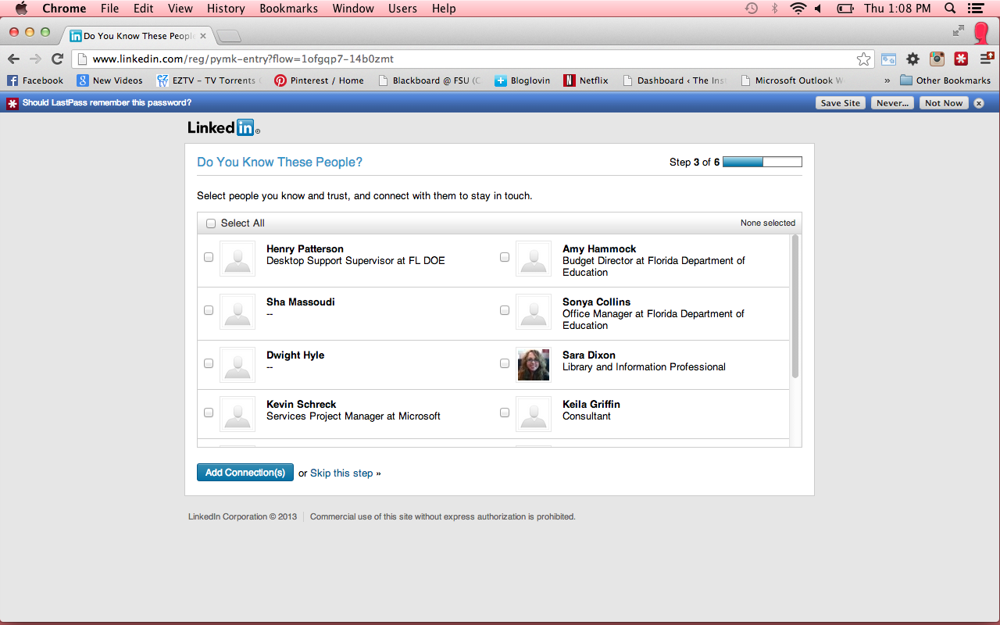 Chrome File Edit View History Bookmarks Window Users Help Thu 1:08 PM
in Do You Know These People
www.linkedin.com/reg/pymk-entry?flow=1ofgqp7-14b0zmt
Facebook New Videos EZTV - TV Torrents Pinterest / Home Blackboard @ FSU (C Bloglovin Netflix Dashboard ‹ The Ins Microsoft Outlook W » Other Bookmarks
Should LastPass remember this password? Save Site Never... Not Now
Linked in ®
Do You Know These People? Step 3 of 6
Select people you know and trust, and connect with them to stay in touch.
Select All None selected
Henry Patterson
Desktop Support Supervisor at FL DOE
Amy Hammock
Budget Director at Florida Department of
Education
Sha Massoudi
--
Sonya Collins
Office Manager at Florida Department of
Education
Dwight Hyle
--
Sara Dixon
Library and Information Professional
Kevin Schreck
Services Project Manager at Microsoft
Keila Griffin
Consultant
Add Connection(s) or Skip this step »
LinkedIn Corporation © 2013 Commercial use of this site without express authorization is prohibited.